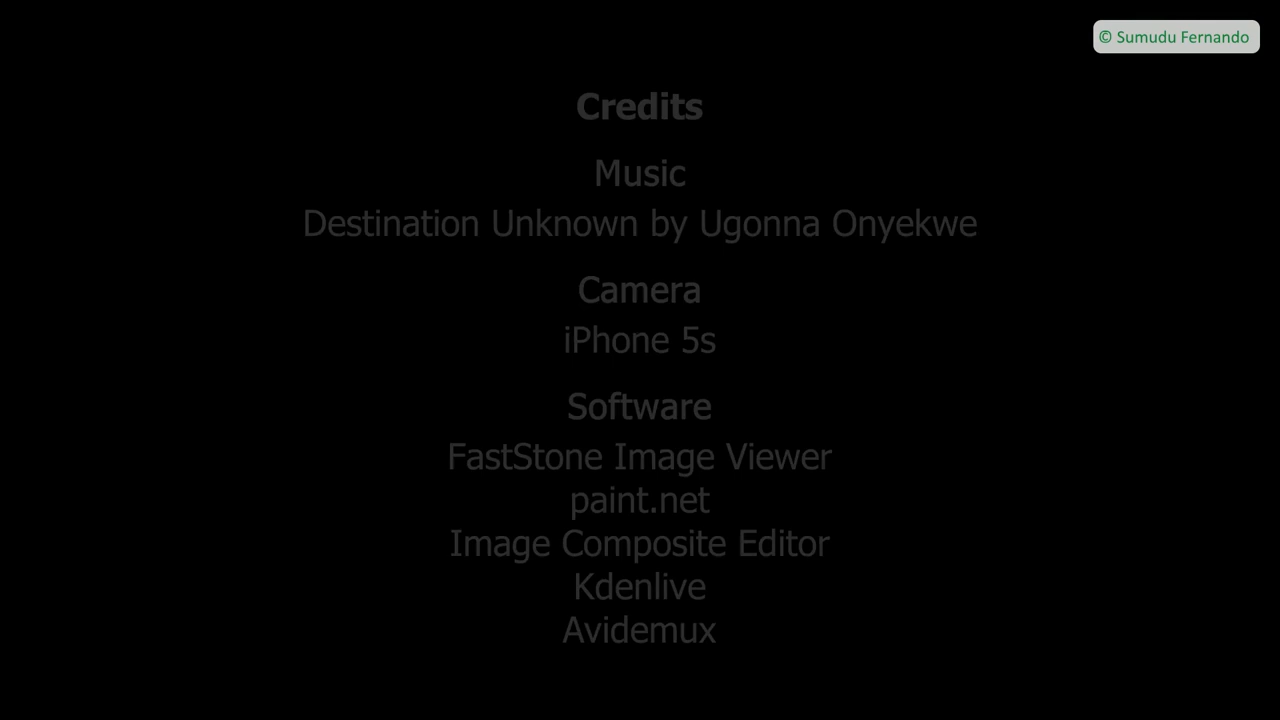 © Sumudu Fernando
Credits
Music
Destination Unknown by Ugonna Onyekwe
Camera
iPhone 5s
Software
FastStone Image Viewer
paint.net
Image Composite Editor
Kdenlive
Avidemux